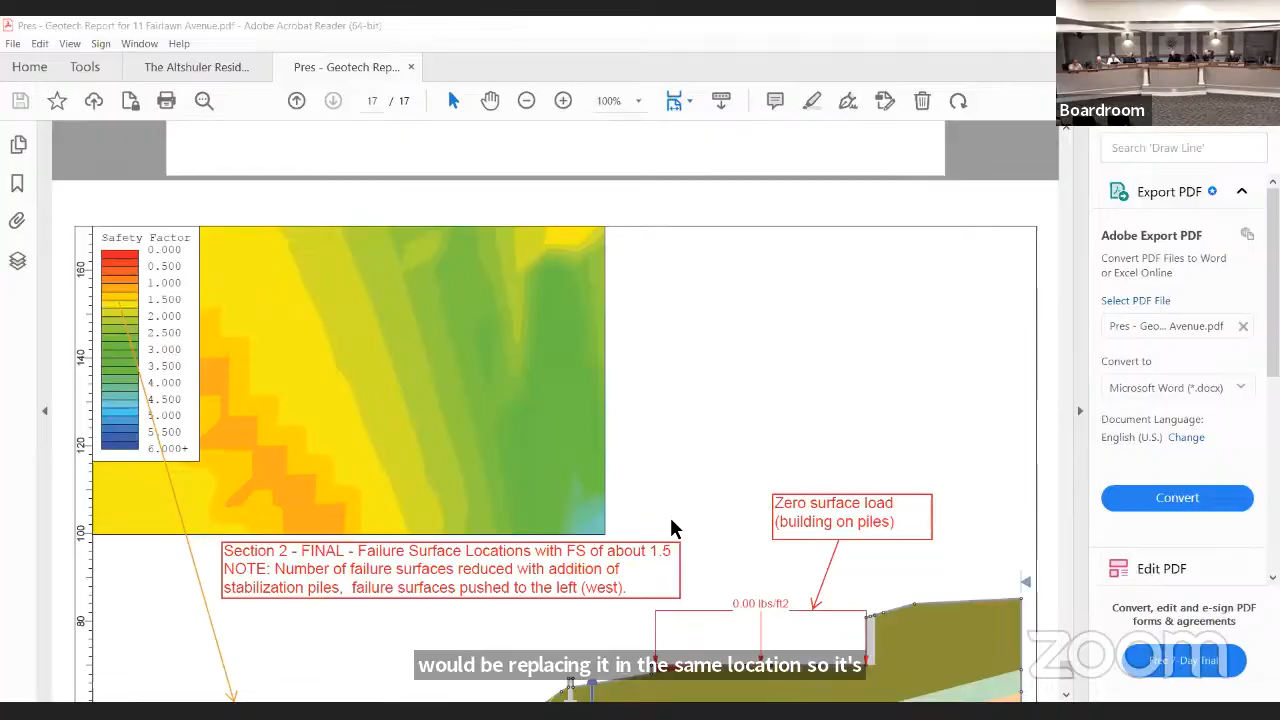 Pres - Geotech Report for 11 Fairlawn Avenue.pdf - Adobe Acrobat Reader (64-bit)
File Edit View Sign Window Help
Home Tools The Altshuler Resid... Pres - Geotech Rep... ×
17 / 17 100%
Boardroom
Search 'Draw Line'
Export PDF
Adobe Export PDF
Convert PDF Files to Word
or Excel Online
Select PDF File
Pres - Geo... Avenue.pdf
Convert to
Microsoft Word (*.docx)
Document Language:
English (U.S.) Change
Convert
Edit PDF
Convert, edit and e-sign PDF
forms & agreements
Free 7-Day Trial
zoom
Safety Factor
0.000
0.500
1.000
1.500
2.000
2.500
3.000
3.500
4.000
4.500
5.000
5.500
6.000+
160
140
120
100
80
Zero surface load
(building on piles)
Section 2 - FINAL - Failure Surface Locations with FS of about 1.5
NOTE: Number of failure surfaces reduced with addition of
stabilization piles, failure surfaces pushed to the left (west).
0.00 lbs/ft2
would be replacing it in the same location so it's